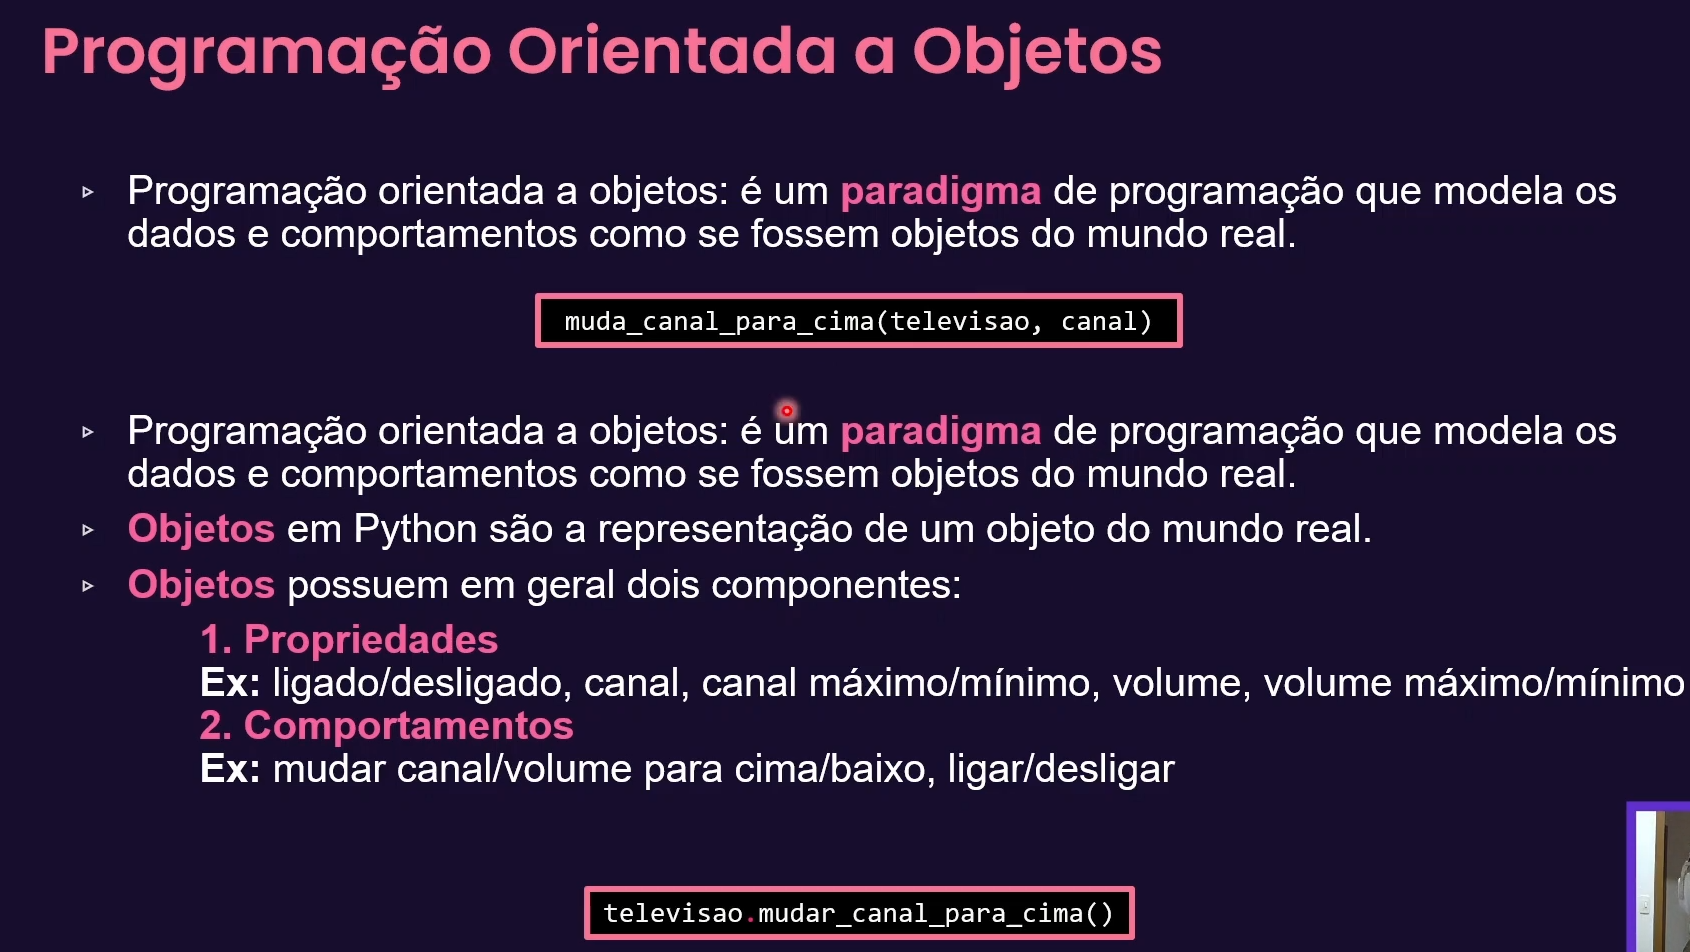 Programação Orientada a Objetos
Programação orientada a objetos: é um paradigma de programação que modela os
dados e comportamentos como se fossem objetos do mundo real.
muda_canal_para_cima(televisao, canal)
Programação orientada a objetos: é um paradigma de programação que modela os
dados e comportamentos como se fossem objetos do mundo real.
Objetos em Python são a representação de um objeto do mundo real.
Objetos possuem em geral dois componentes:
1. Propriedades
Ex: ligado/desligado, canal, canal máximo/mínimo, volume, volume máximo/mínimo
2. Comportamentos
Ex: mudar canal/volume para cima/baixo, ligar/desligar
televisao.mudar_canal_para_cima()